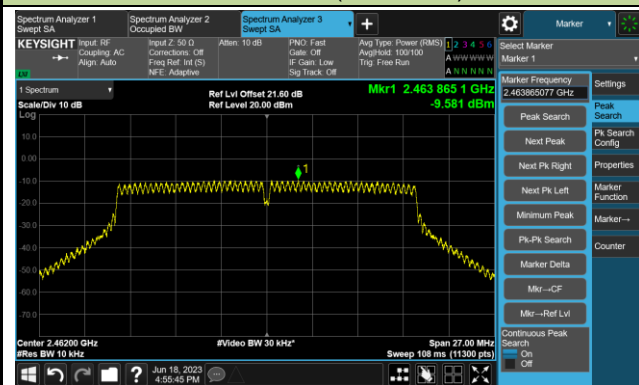 Spectrum Analyzer 1
Swept SA
Spectrum Analyzer 2
Occupied BW
Spectrum Analyzer 3
Swept SA
+
Marker
KEYSIGHT
Input: RF
Coupling: AC
Align: Auto
Input Z: 50 Ω
Corrections: Off
Freq Ref: Int (S)
NFE: Adaptive
Atten: 10 dB
PNO: Fast
Gate: Off
IF Gain: Low
Sig Track: Off
Avg Type: Power (RMS)
Avg|Hold: 100/100
Trig: Free Run
1 2 3 4 5 6
A W W W W W
A N N N N N
Select Marker
Marker 1
1 Spectrum
Scale/Div 10 dB
Log
Ref Lvl Offset 21.60 dB
Ref Level 20.00 dBm
Mkr1 2.463 865 1 GHz
-9.581 dBm
10.0
0.00
-10.0
-20.0
-30.0
-40.0
-50.0
-60.0
-70.0
1
Center 2.46200 GHz
#Res BW 10 kHz
#Video BW 30 kHz*
Span 27.00 MHz
Sweep 108 ms (11300 pts)
Marker Frequency
2.463865077 GHz
Peak Search
Next Peak
Next Pk Right
Next Pk Left
Minimum Peak
Pk-Pk Search
Marker Delta
Mkr→CF
Mkr→Ref Lvl
Continuous Peak
Search
On
Off
Settings
Peak
Search
Pk Search
Config
Properties
Marker
Function
Marker→
Counter
?
Jun 18, 2023
4:55:45 PM